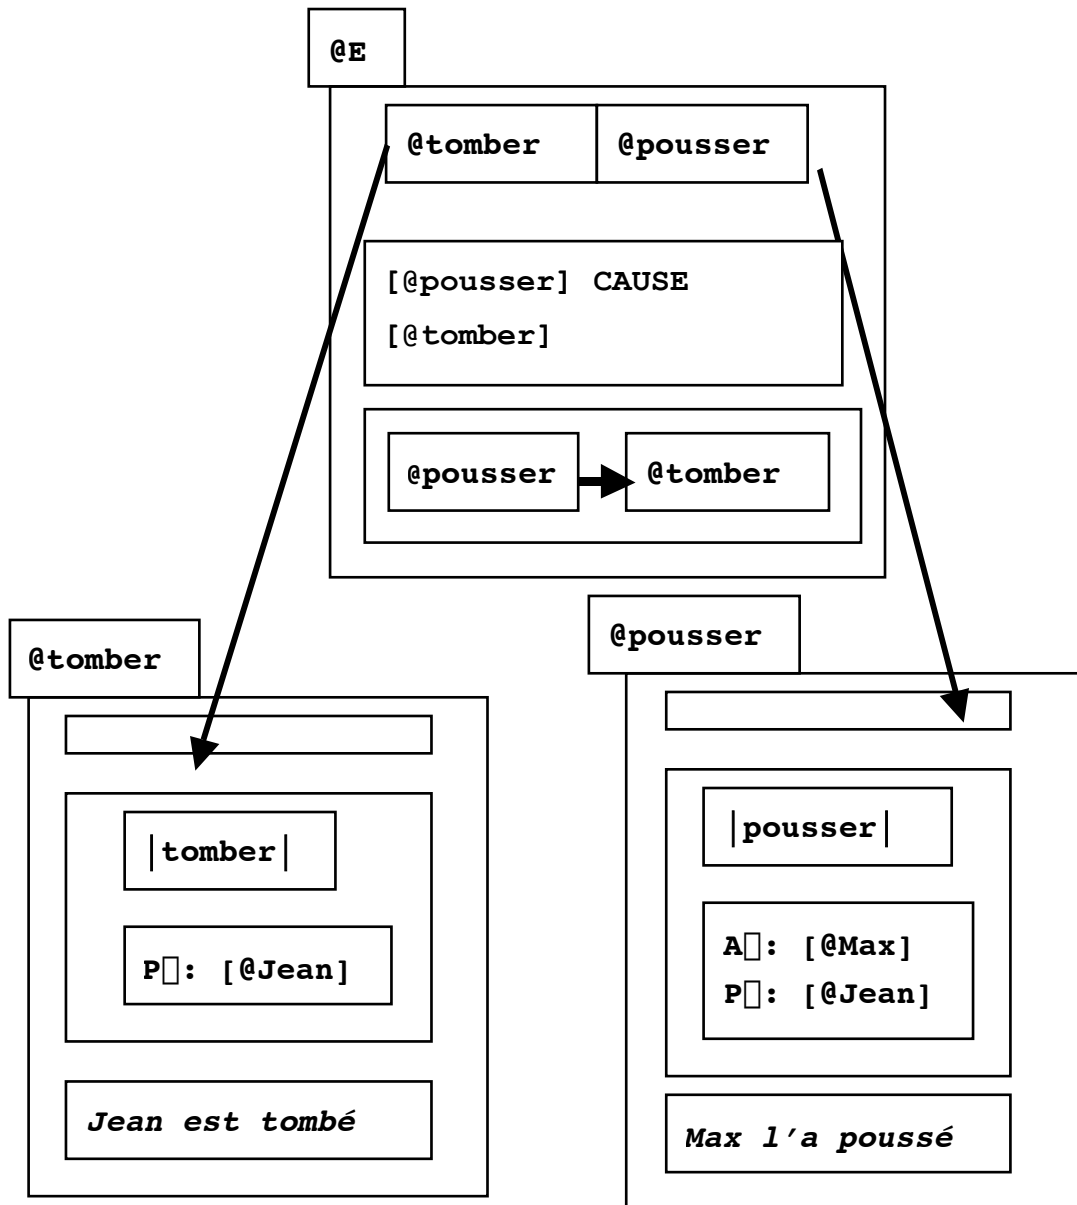 @E
@tomber @pousser
[@pousser] CAUSE
[@tomber]
@pousser @tomber
@tomber
|tomber|
P□: [@Jean]
Jean est tombé
@pousser
|pousser|
A□: [@Max]
P□: [@Jean]
Max l’a poussé